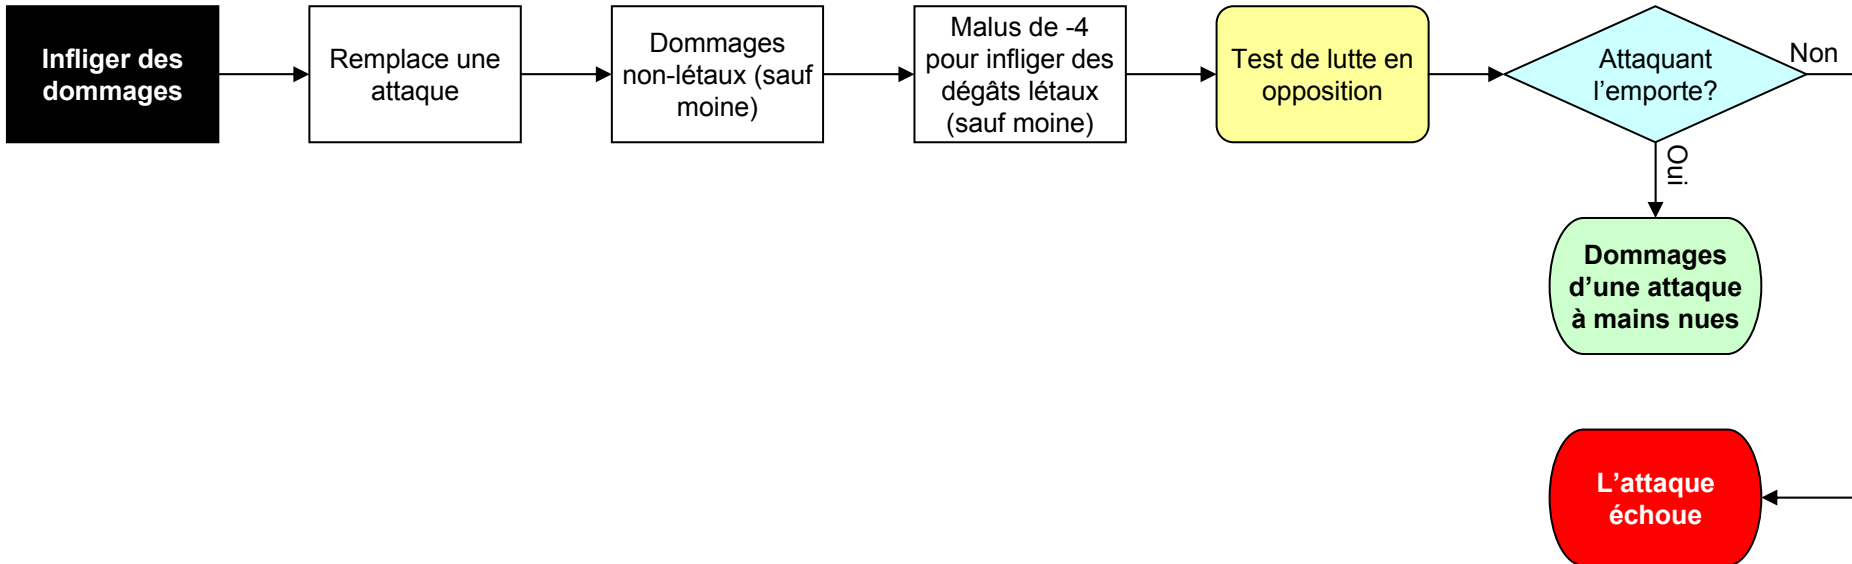 Infliger des
dommages
Remplace une
attaque
Dommages
non-létaux (sauf
moine)
Malus de -4
pour infliger des
dégâts létaux
(sauf moine)
Test de lutte en
opposition
Attaquant
l’emporte?
Non
Oui
Dommages
d’une attaque
à mains nues
L’attaque
échoue